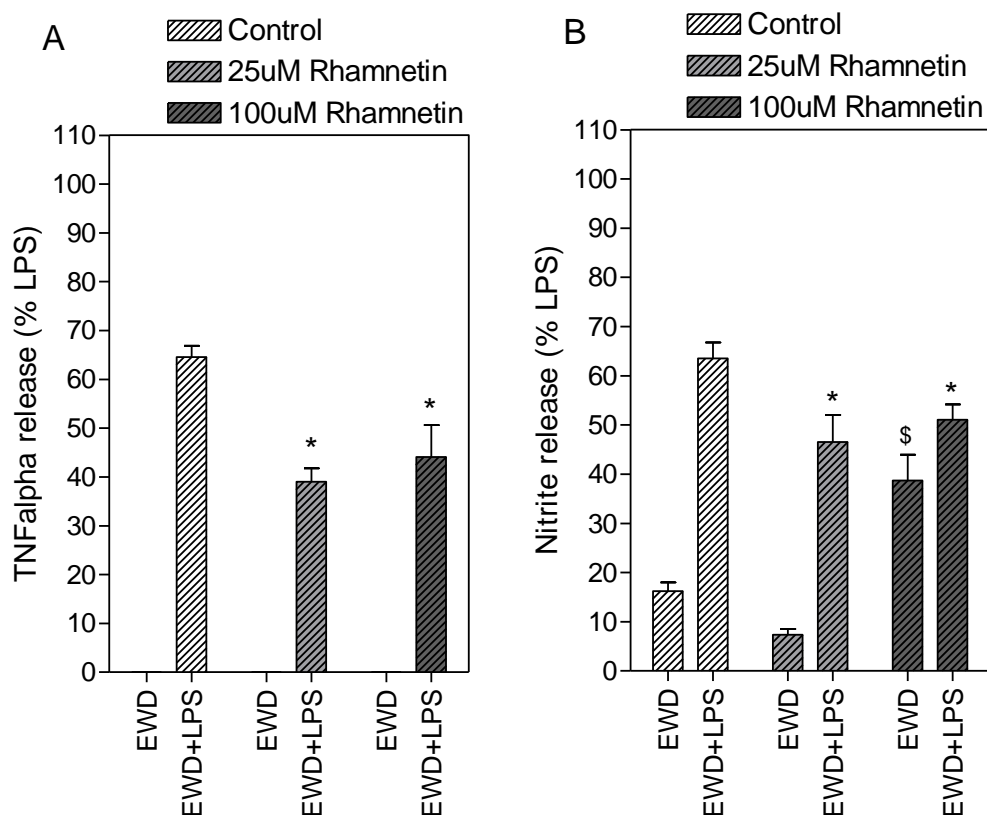 A
Control
25uM Rhamnetin
100uM Rhamnetin
TNFalpha release (% LPS)
110
100
90
80
70
60
50
40
30
20
10
0
*
*
EWD
EWD+LPS
EWD
EWD+LPS
EWD
EWD+LPS
B
Control
25uM Rhamnetin
100uM Rhamnetin
Nitrite release (% LPS)
110
100
90
80
70
60
50
40
30
20
10
0
*
$
*
EWD
EWD+LPS
EWD
EWD+LPS
EWD
EWD+LPS